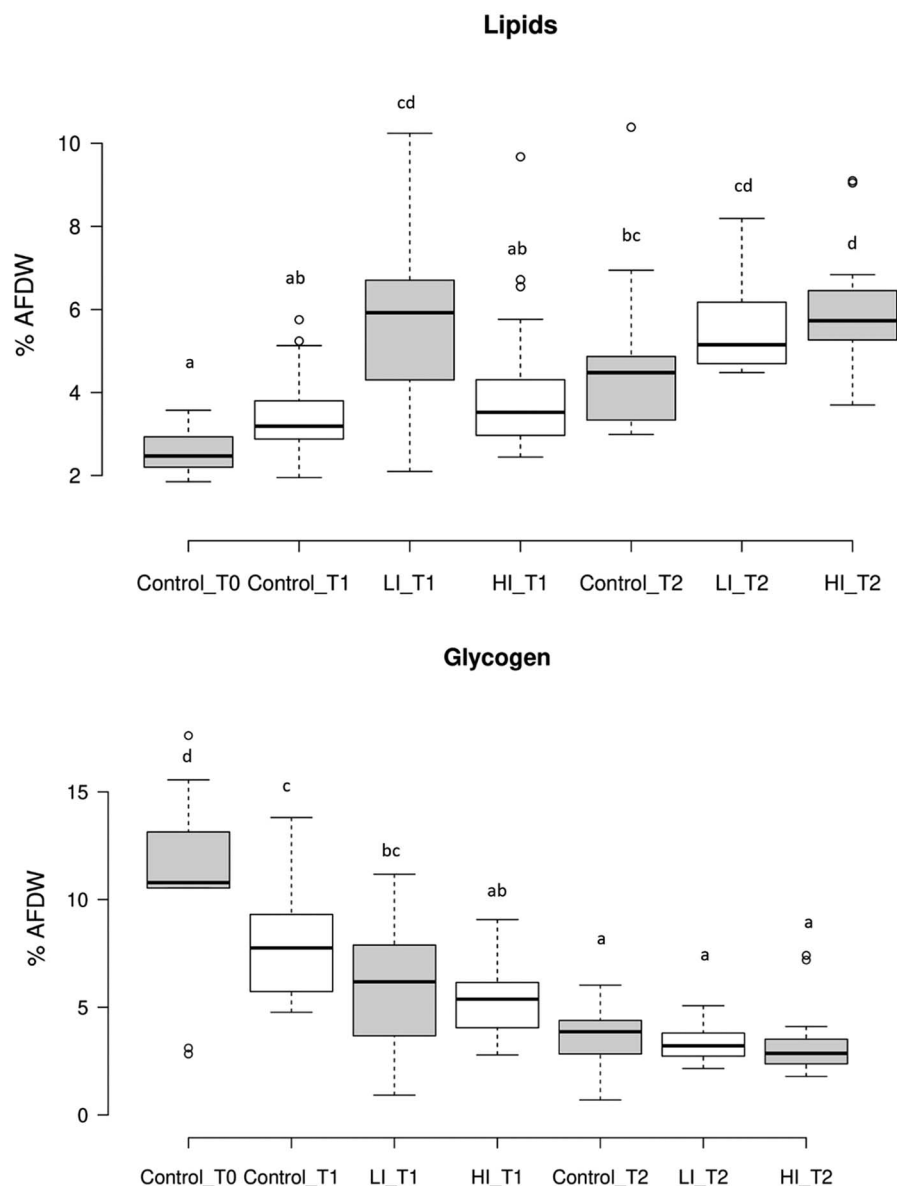 Lipids
cd
10
cd
bc
8
ab
ab
d
% AFDW
6
a
4
2
Control_T0 Control_T1 LI_T1 HI_T1 Control_T2 LI_T2 HI_T2
Glycogen
d
c
15
bc
ab
10
a a a
% AFDW
5
0
Control_T0 Control_T1 LI_T1 HI_T1 Control_T2 LI_T2 HI_T2